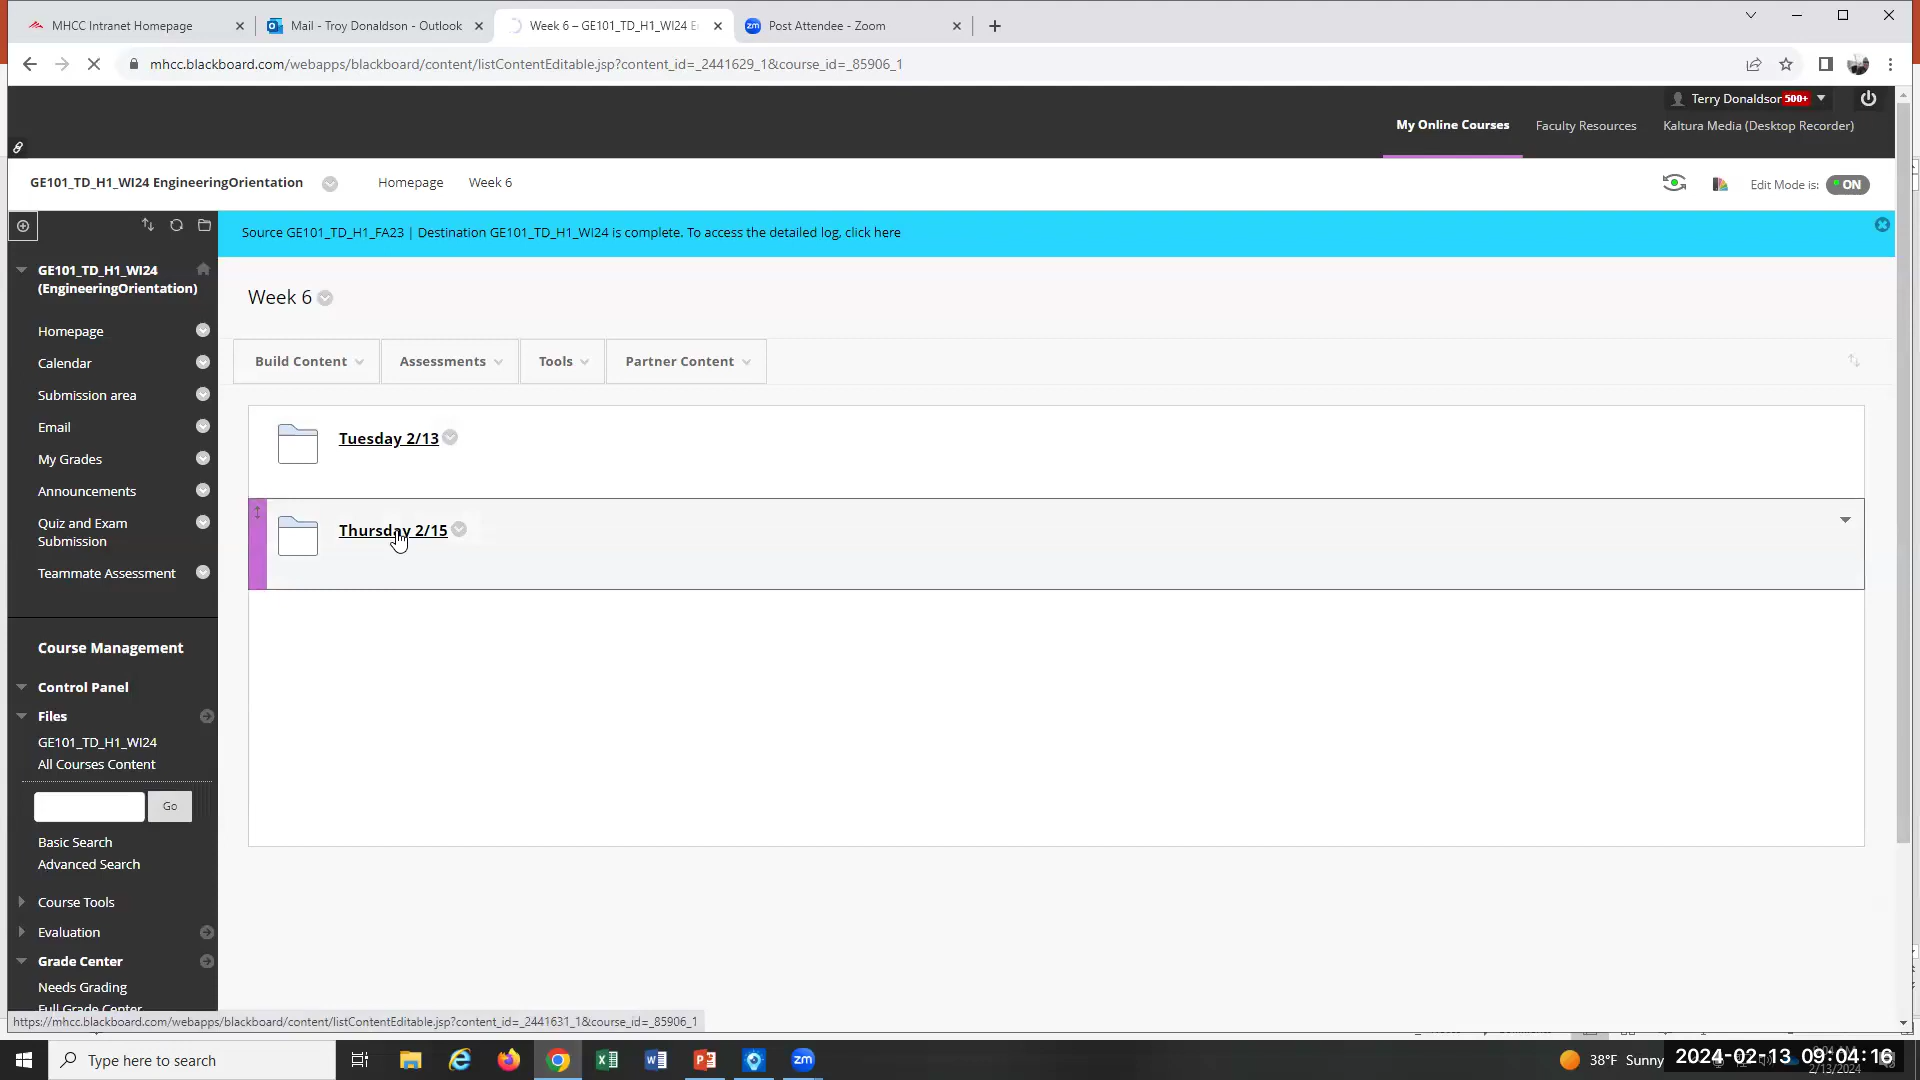 MHCC Intranet Homepage
Mail - Troy Donaldson - Outlook
Week 6 – GE101_TD_H1_WI24 E
Post Attendee - Zoom
mhcc.blackboard.com/webapps/blackboard/content/listContentEditable.jsp?content_id=_2441629_1&course_id=_85906_1
Terry Donaldson 500+
My Online Courses
Faculty Resources
Kaltura Media (Desktop Recorder)
GE101_TD_H1_WI24 EngineeringOrientation
Homepage
Week 6
Edit Mode is: ON
Source GE101_TD_H1_FA23 | Destination GE101_TD_H1_WI24 is complete. To access the detailed log, click here
GE101_TD_H1_WI24
(EngineeringOrientation)
Homepage
Calendar
Submission area
Email
My Grades
Announcements
Quiz and Exam
Submission
Teammate Assessment
Course Management
Control Panel
Files
GE101_TD_H1_WI24
All Courses Content
Go
Basic Search
Advanced Search
Course Tools
Evaluation
Grade Center
Needs Grading
Full Grade Center
Week 6
Build Content
Assessments
Tools
Partner Content
Tuesday 2/13
Thursday 2/15
https://mhcc.blackboard.com/webapps/blackboard/content/listContentEditable.jsp?content_id=_2441631_1&course_id=_85906_1
Type here to search
zm
38°F Sunny
2024-02-13 09:04:16
2/13/2024